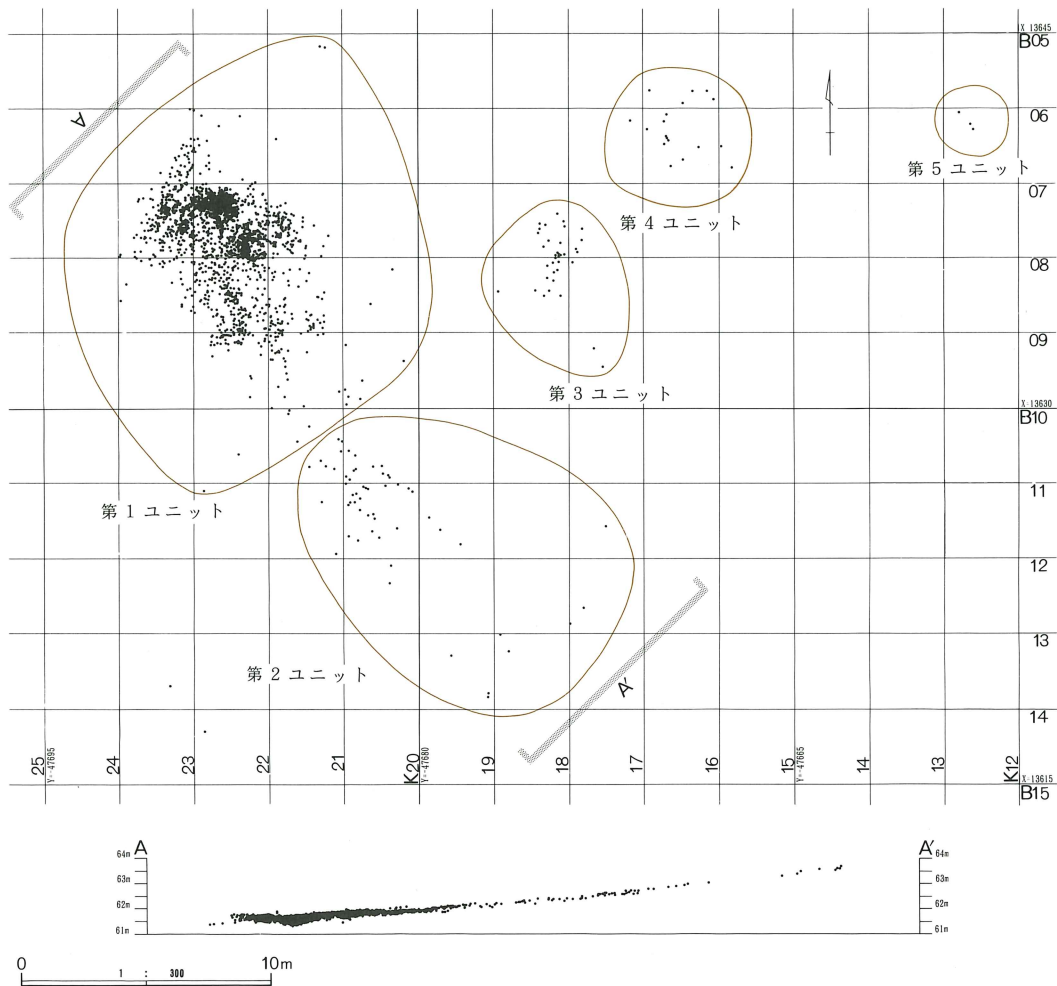 X 13645
B05
06
07
08
09
X-13630
B10
11
12
13
14
X-13615
B15
25
Y=-47695
24
23
22
21
K20
Y=-47680
19
18
17
16
15
Y=-47665
14
13
K12
A
A′
第1ユニット
第2ユニット
第3ユニット
第4ユニット
第5ユニット
A
A′
64m
63m
62m
61m
64m
63m
62m
61m
0
10m
1 : 300